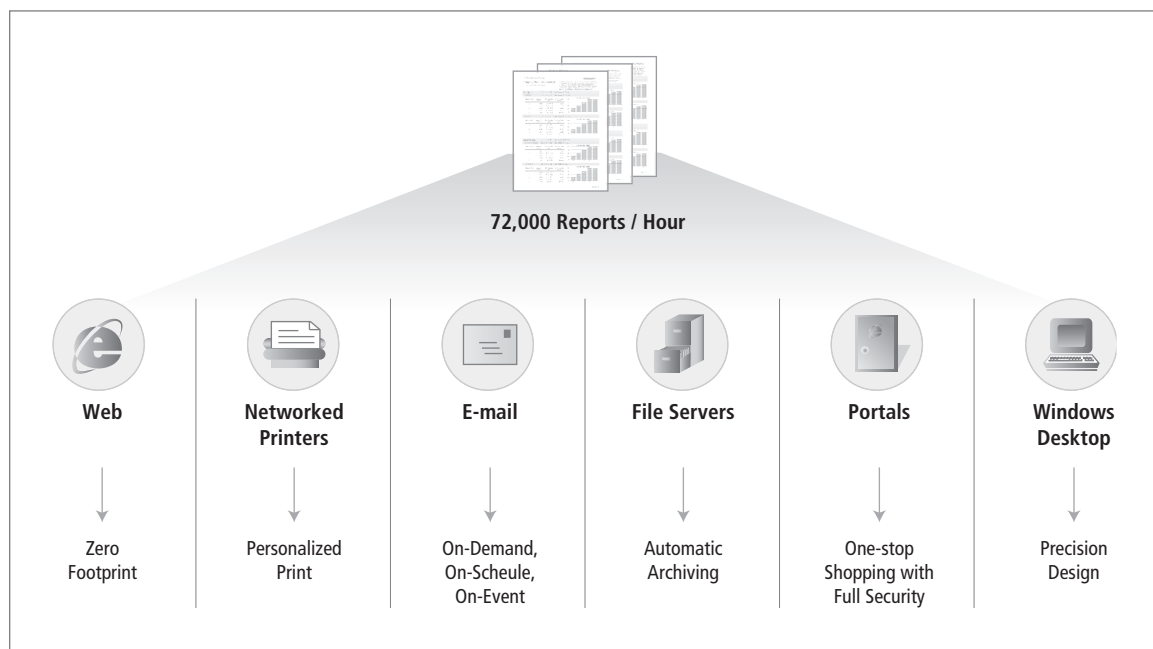 72,000 Reports / Hour
Web
Networked
Printers
E-mail
File Servers
Portals
Windows
Desktop
Zero
Footprint
Personalized
Print
On-Demand,
On-Scheule,
On-Event
Automatic
Archiving
One-stop
Shopping with
Full Security
Precision
Design